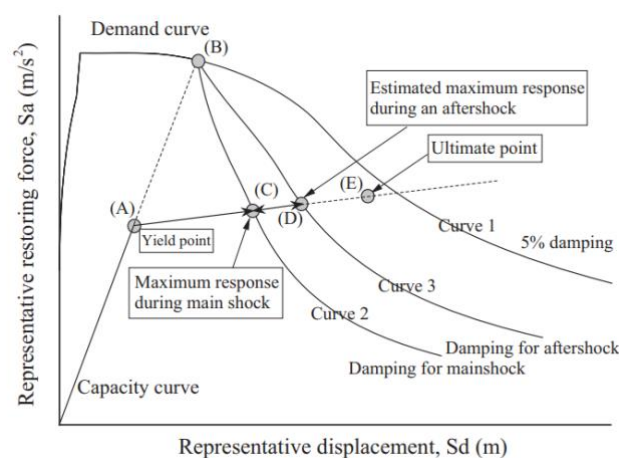 Demand curve
(B)
Estimated maximum response
during an aftershock
Ultimate point
(E)
(C)
(A)
(D)
Yield point
Curve 1
5% damping
Maximum response
during main shock
Curve 3
Curve 2
Damping for aftershock
Damping for mainshock
Capacity curve
Representative restoring force, Sa (m/s²)
Representative displacement, Sd (m)